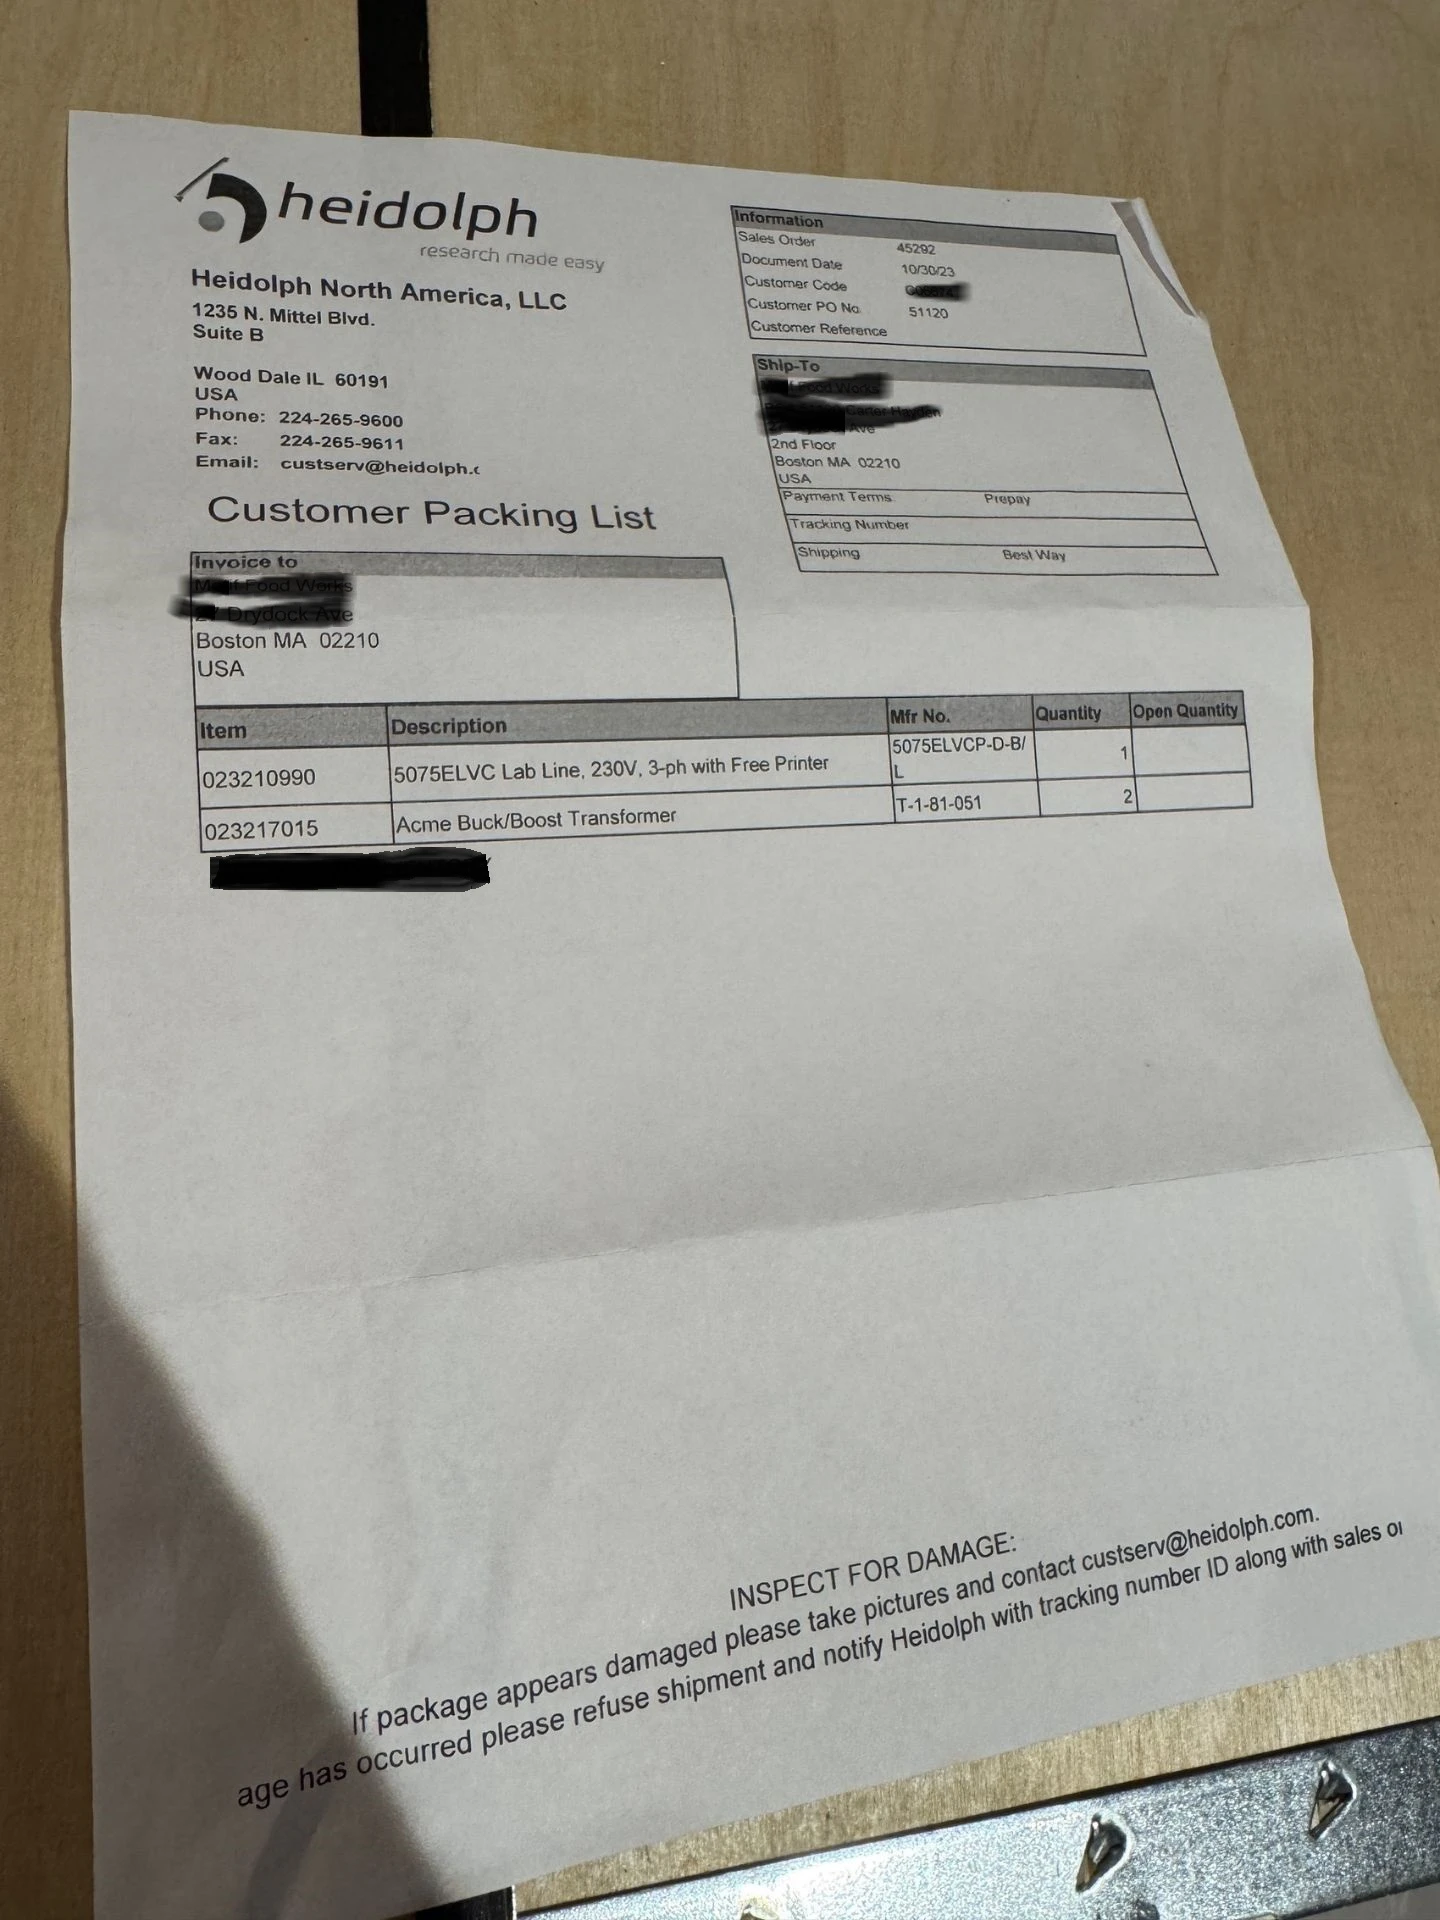 heidolph
research made easy
Heidolph North America, LLC
1235 N. Mittel Blvd.
Suite B
Wood Dale IL 60191
USA
Phone: 224-265-9600
Fax: 224-265-9611
Email: custserv@heidolph.c
Customer Packing List
Information
Sales Order 45292
Document Date 10/30/23
Customer Code
Customer PO No. 51120
Customer Reference
Ship-To
Ave
2nd Floor
Boston MA 02210
USA
Payment Terms Prepay
Tracking Number
Shipping Best Way
Invoice to
Boston MA 02210
USA
Item Description Mfr No. Quantity Open Quantity
023210990 5075ELVC Lab Line, 230V, 3-ph with Free Printer 5075ELVCP-D-B/ 1
L
023217015 Acme Buck/Boost Transformer T-1-81-051 2
INSPECT FOR DAMAGE:
If package appears damaged please take pictures and contact custserv@heidolph.com.
age has occurred please refuse shipment and notify Heidolph with tracking number ID along with sales or